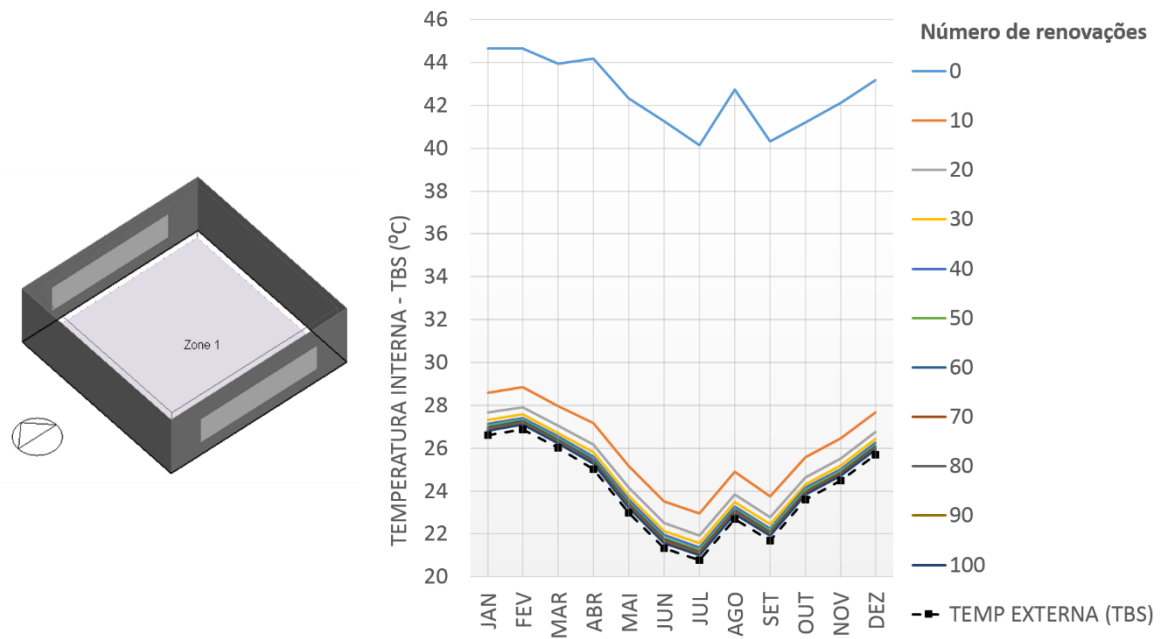 Zone 1
TEMPERATURA INTERNA - TBS (ºC)
46
44
42
40
38
36
34
32
30
28
26
24
22
20
JAN
FEV
MAR
ABR
MAI
JUN
JUL
AGO
SET
OUT
NOV
DEZ
Número de renovações
0
10
20
30
40
50
60
70
80
90
100
TEMP EXTERNA (TBS)